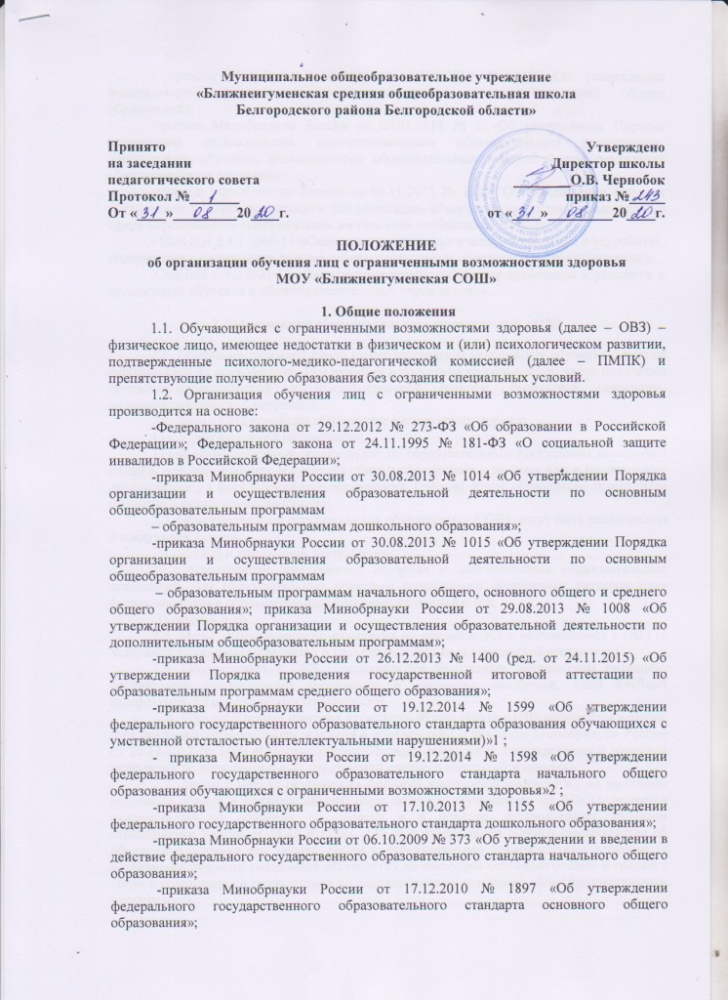 Муниципальное общеобразовательное учреждение
«Ближнеигуменская средняя общеобразовательная школа
Белгородского района Белгородской области»
Принято
на заседании
педагогического совета
Протокол № 1
От « 31 » 08 20 20 г.
Утверждено
Директор школы
О.В. Чернобок
приказ № 243
от « 31 » 08 20 20 г.
ПОЛОЖЕНИЕ
об организации обучения лиц с ограниченными возможностями здоровья
МОУ «Ближнеигуменская СОШ»
1. Общие положения
1.1. Обучающийся с ограниченными возможностями здоровья (далее – ОВЗ) –
физическое лицо, имеющее недостатки в физическом и (или) психологическом развитии,
подтвержденные психолого-медико-педагогической комиссией (далее – ПМПК) и
препятствующие получению образования без создания специальных условий.
1.2. Организация обучения лиц с ограниченными возможностями здоровья
производится на основе:
-Федерального закона от 29.12.2012 № 273-ФЗ «Об образовании в Российской
Федерации»; Федерального закона от 24.11.1995 № 181-ФЗ «О социальной защите
инвалидов в Российской Федерации»;
-приказа Минобрнауки России от 30.08.2013 № 1014 «Об утверждении Порядка
организации и осуществления образовательной деятельности по основным
общеобразовательным программам
– образовательным программам дошкольного образования»;
-приказа Минобрнауки России от 30.08.2013 № 1015 «Об утверждении Порядка
организации и осуществления образовательной деятельности по основным
общеобразовательным программам
– образовательным программам начального общего, основного общего и среднего
общего образования»; приказа Минобрнауки России от 29.08.2013 № 1008 «Об
утверждении Порядка организации и осуществления образовательной деятельности по
дополнительным общеобразовательным программам»;
-приказа Минобрнауки России от 26.12.2013 № 1400 (ред. от 24.11.2015) «Об
утверждении Порядка проведения государственной итоговой аттестации по
образовательным программам среднего общего образования»;
-приказа Минобрнауки России от 19.12.2014 № 1599 «Об утверждении
федерального государственного образовательного стандарта образования обучающихся с
умственной отсталостью (интеллектуальными нарушениями)»1 ;
- приказа Минобрнауки России от 19.12.2014 № 1598 «Об утверждении
федерального государственного образовательного стандарта начального общего
образования обучающихся с ограниченными возможностями здоровья»2 ;
-приказа Минобрнауки России от 17.10.2013 № 1155 «Об утверждении
федерального государственного образовательного стандарта дошкольного образования»;
-приказа Минобрнауки России от 06.10.2009 № 373 «Об утверждении и введении в
действие федерального государственного образовательного стандарта начального общего
образования»;
-приказа Минобрнауки России от 17.12.2010 № 1897 «Об утверждении
федерального государственного образовательного стандарта основного общего
образования»;